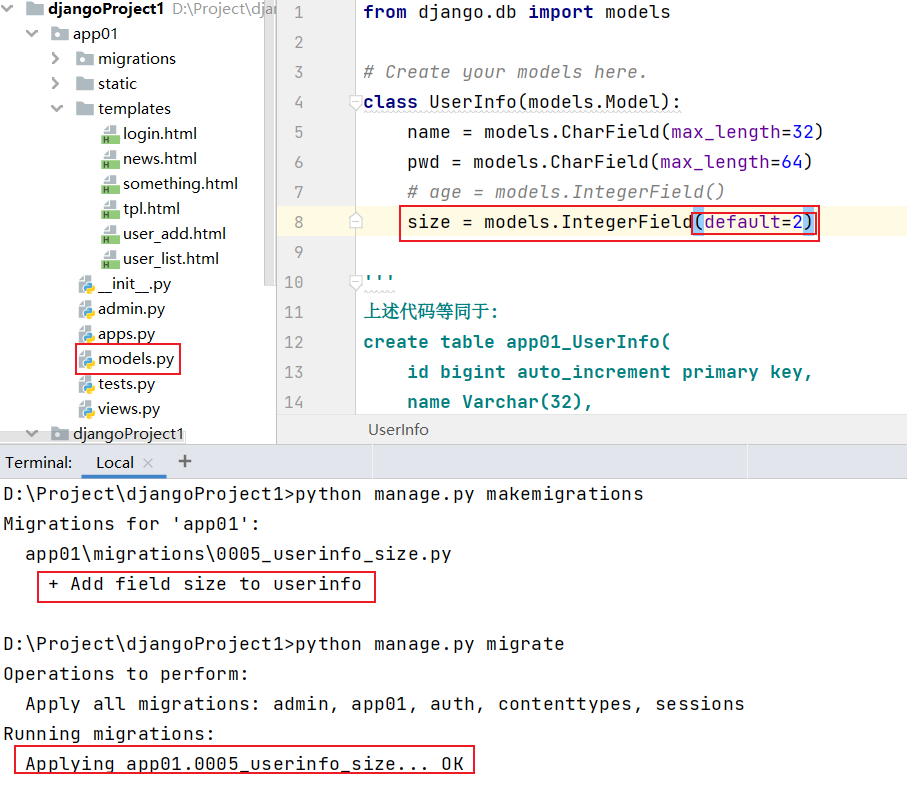 djangoProject1 D:\Project\djan
app01
migrations
static
templates
login.html
news.html
something.html
tpl.html
user_add.html
user_list.html
__init__.py
admin.py
apps.py
models.py
tests.py
views.py
djangoProject1
1 from django.db import models
2
3 # Create your models here.
4 class UserInfo(models.Model):
5 name = models.CharField(max_length=32)
6 pwd = models.CharField(max_length=64)
7 # age = models.IntegerField()
8 size = models.IntegerField(default=2)
9
10 '''
11 上述代码等同于:
12 create table app01_UserInfo(
13 id bigint auto_increment primary key,
14 name Varchar(32),
UserInfo
Terminal: Local × +
D:\Project\djangoProject1>python manage.py makemigrations
Migrations for 'app01':
app01\migrations\0005_userinfo_size.py
+ Add field size to userinfo
D:\Project\djangoProject1>python manage.py migrate
Operations to perform:
Apply all migrations: admin, app01, auth, contenttypes, sessions
Running migrations:
Applying app01.0005_userinfo_size... OK